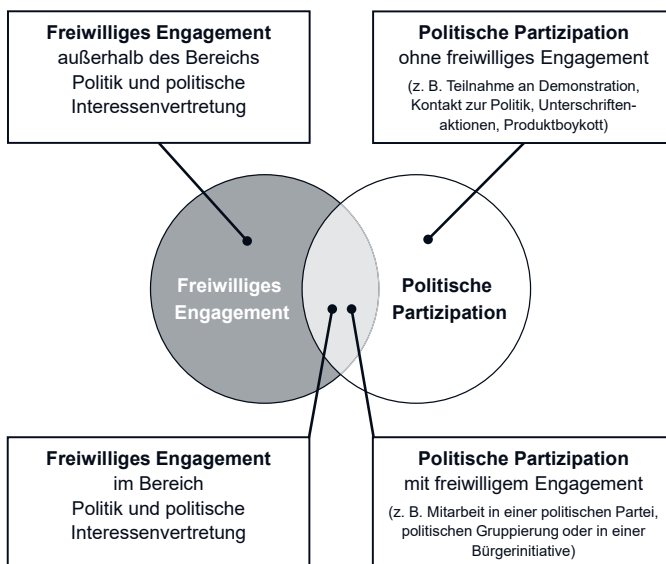 Freiwilliges Engagement
außerhalb des Bereichs
Politik und politische
Interessenvertretung
Politische Partizipation
ohne freiwilliges Engagement
(z. B. Teilnahme an Demonstration,
Kontakt zur Politik, Unterschriften-
aktionen, Produktboykott)
Freiwilliges
Engagement
Politische
Partizipation
Freiwilliges Engagement
im Bereich
Politik und politische
Interessenvertretung
Politische Partizipation
mit freiwilligem Engagement
(z. B. Mitarbeit in einer politischen Partei,
politischen Gruppierung oder in einer
Bürgerinitiative)